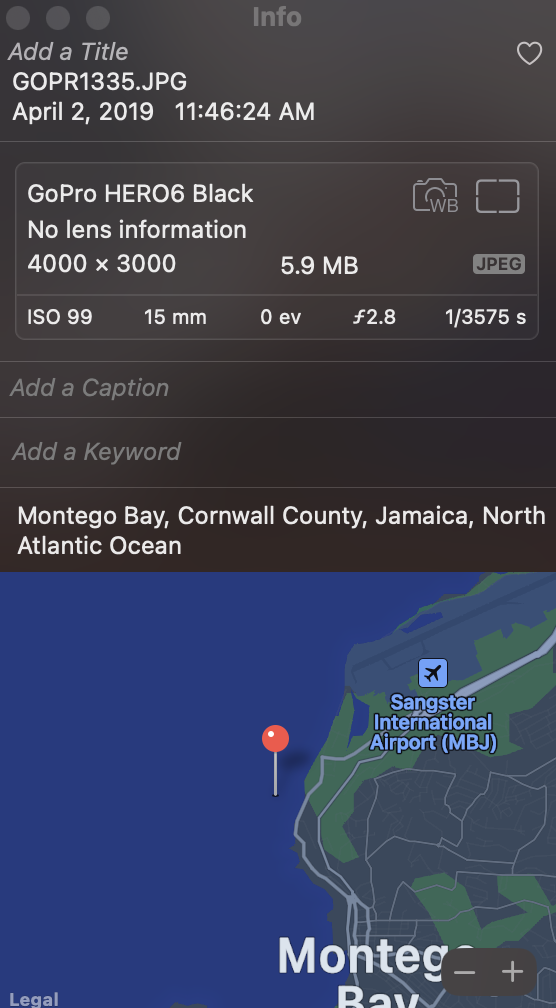 Info
Add a Title
GOPR1335.JPG
April 2, 2019 11:46:24 AM
GoPro HERO6 Black
WB
No lens information
4000 × 3000 5.9 MB JPEG
ISO 99 15 mm 0 ev ƒ2.8 1/3575 s
Add a Caption
Add a Keyword
Montego Bay, Cornwall County, Jamaica, North
Atlantic Ocean
Sangster
International
Airport (MBJ)
Montego
Bay
Legal